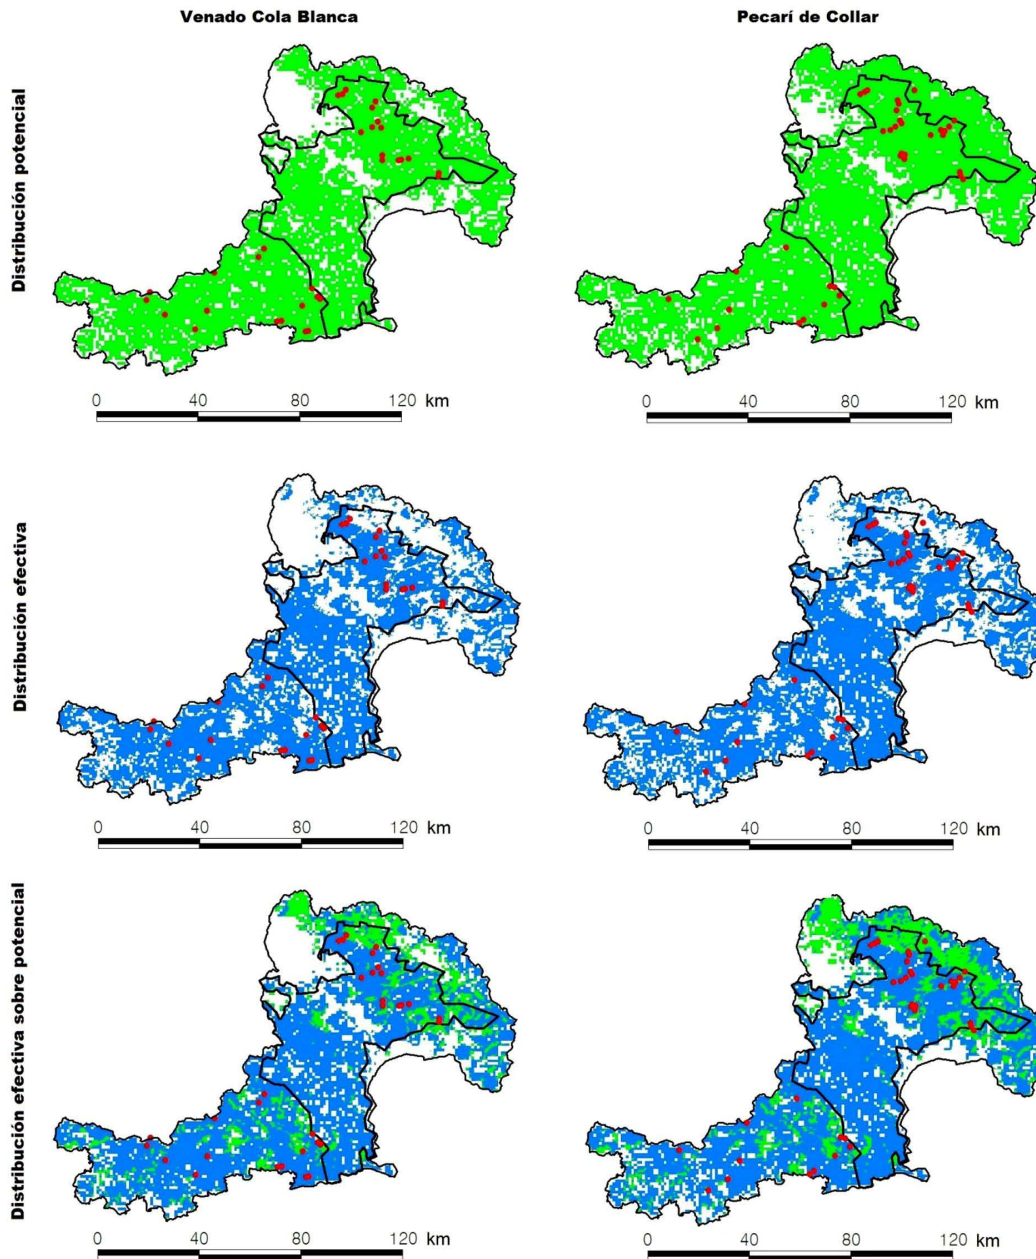 Venado Cola Blanca
Pecarí de Collar
Distribución potencial
0 40 80 120 km
0 40 80 120 km
Distribución efectiva
0 40 80 120 km
0 40 80 120 km
Distribución efectiva sobre potencial
0 40 80 120 km
0 40 80 120 km